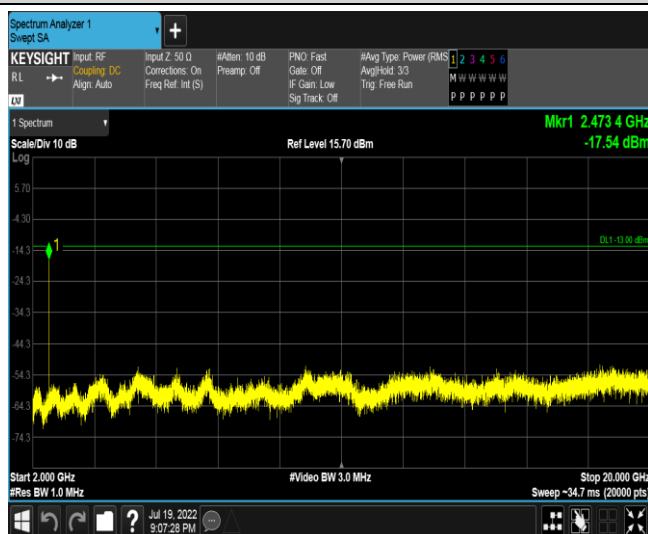 Spectrum Analyzer 1
Swept SA
+
KEYSIGHT
RL
LXI
Input: RF
Coupling: DC
Align: Auto
Input Z: 50 Ω
Corrections: On
Freq Ref: Int (S)
#Atten: 10 dB
Preamp: Off
PNO: Fast
Gate: Off
IF Gain: Low
Sig Track: Off
#Avg Type: Power (RMS
Avg|Hold: 3/3
Trig: Free Run
1 2 3 4 5 6
M W W W W W
P P P P P P
1 Spectrum
Mkr1 2.473 4 GHz
Scale/Div 10 dB
Ref Level 15.70 dBm
-17.54 dBm
Log
5.70
-4.30
DL1 -13.00 dBm
1
-14.3
-24.3
-34.3
-44.3
-54.3
-64.3
-74.3
Start 2.000 GHz
#Video BW 3.0 MHz
Stop 20.000 GHz
#Res BW 1.0 MHz
Sweep ~34.7 ms (20000 pts)
?
Jul 19, 2022
9:07:28 PM